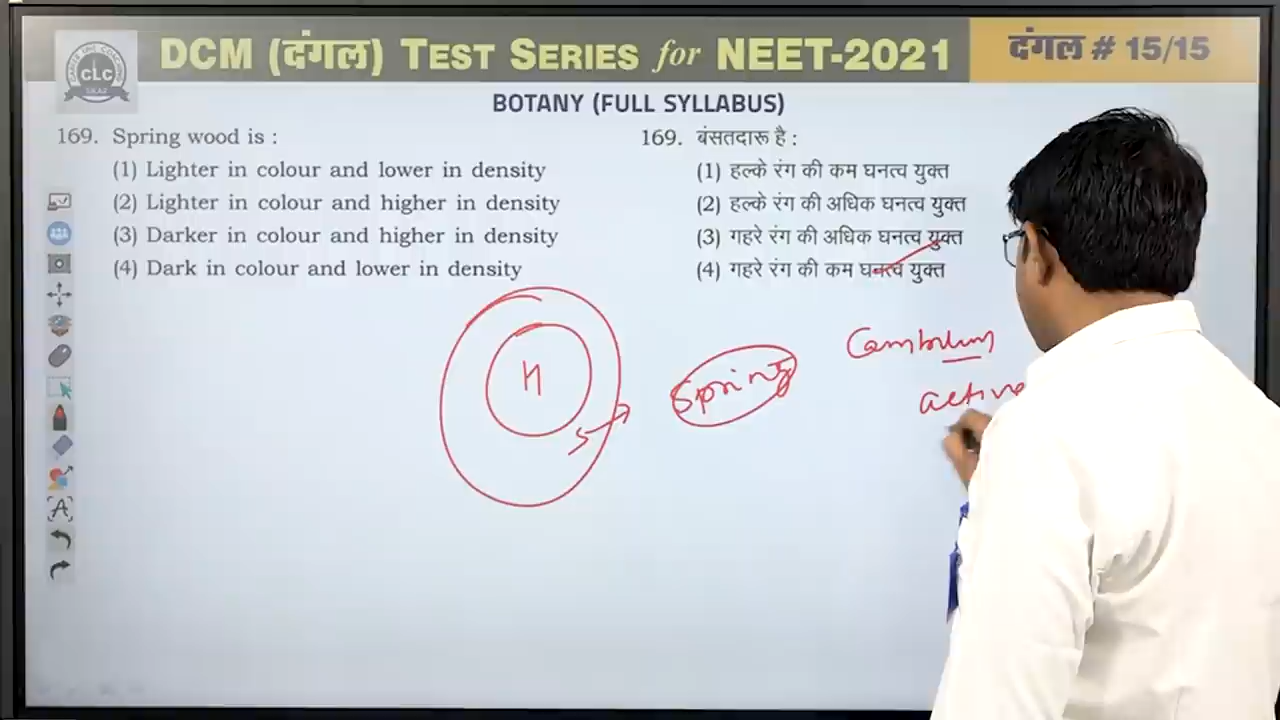 DCM (दंगल) TEST SERIES for NEET-2021
दंगल # 15/15
CLC
BOTANY (FULL SYLLABUS)
169. Spring wood is :
(1) Lighter in colour and lower in density
(2) Lighter in colour and higher in density
(3) Darker in colour and higher in density
(4) Dark in colour and lower in density
169. बंसतदारू है :
(1) हल्के रंग की कम घनत्व युक्त
(2) हल्के रंग की अधिक घनत्व युक्त
(3) गहरे रंग की अधिक घनत्व युक्त
(4) गहरे रंग की कम घनत्व युक्त
H
S
Spring
Cambium
active